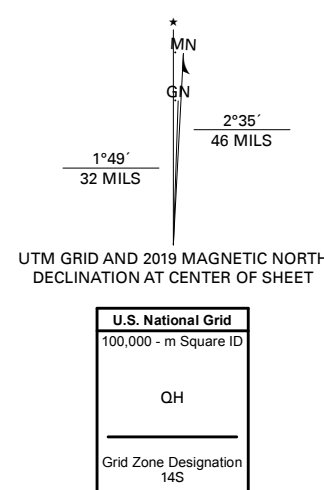 ★
MN
GN
2°35´
46 MILS
1°49´
32 MILS
UTM GRID AND 2019 MAGNETIC NORTH
DECLINATION AT CENTER OF SHEET
U.S. National Grid
100,000 - m Square ID
QH
Grid Zone Designation
14S